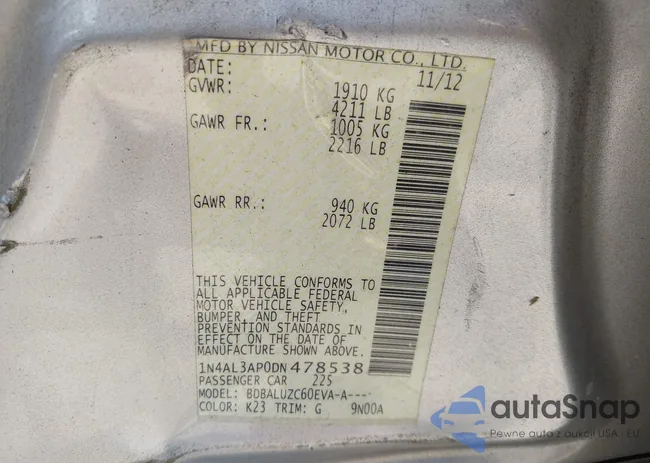 MFD BY NISSAN MOTOR CO., LTD.
DATE: 11/12
GVWR: 1910 KG
4211 LB
GAWR FR.: 1005 KG
2216 LB
GAWR RR.: 940 KG
2072 LB
THIS VEHICLE CONFORMS TO
ALL APPLICABLE FEDERAL
MOTOR VEHICLE SAFETY,
BUMPER, AND THEFT
PREVENTION STANDARDS IN
EFFECT ON THE DATE OF
MANUFACTURE SHOWN ABOVE.
1N4AL3AP0DN478538
PASSENGER CAR 225
MODEL: BDBALUZC60EVA-A----
COLOR: K23 TRIM: G 9N00A
autoSnap
Pewne auto z aukcji USA - EU